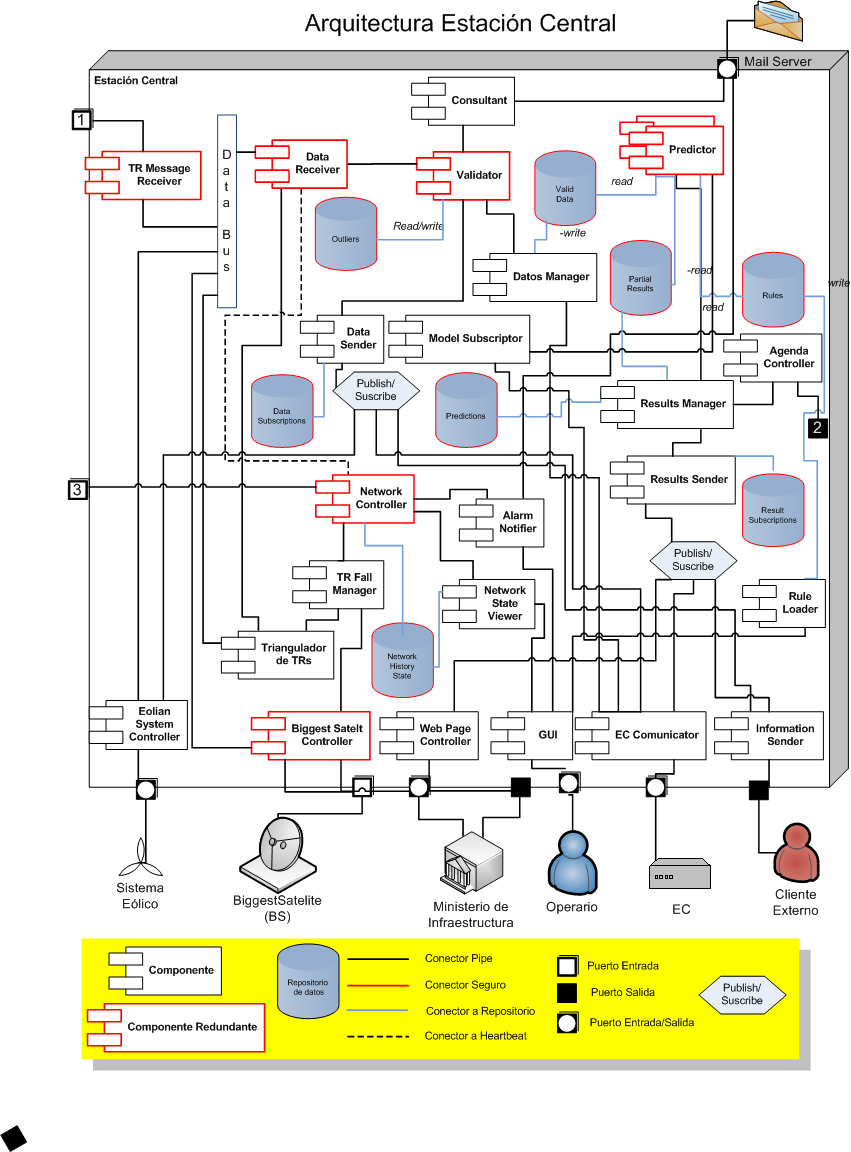 Arquitectura Estación Central
Mail Server
Estación Central
Consultant
1
TR Message
Receiver
Data Bus
Data
Receiver
Validator
Predictor
Valid
Data
read
Outliers
Read/write
-write
Datos Manager
Partial
Results
-read
read
Rules
write
Data
Sender
Model Subscriptor
Agenda
Controller
Publish/
Suscribe
Data
Subscriptions
Predictions
Results Manager
2
3
Network
Controller
Alarm
Notifier
Results Sender
Result
Subscriptions
Publish/
Suscribe
TR Fall
Manager
Network
State
Viewer
Rule
Loader
Triangulador
de TRs
Network
History
State
Eolian
System
Controller
Biggest Satelt
Controller
Web Page
Controller
GUI
EC Comunicator
Information
Sender
Sistema
Eólico
BiggestSatelite
(BS)
Ministerio de
Infraestructura
Operario
EC
Cliente
Externo
Componente
Componente Redundante
Repositorio
de datos
Conector Pipe
Conector Seguro
Conector a Repositorio
Conector a Heartbeat
Puerto Entrada
Puerto Salida
Puerto Entrada/Salida
Publish/
Suscribe